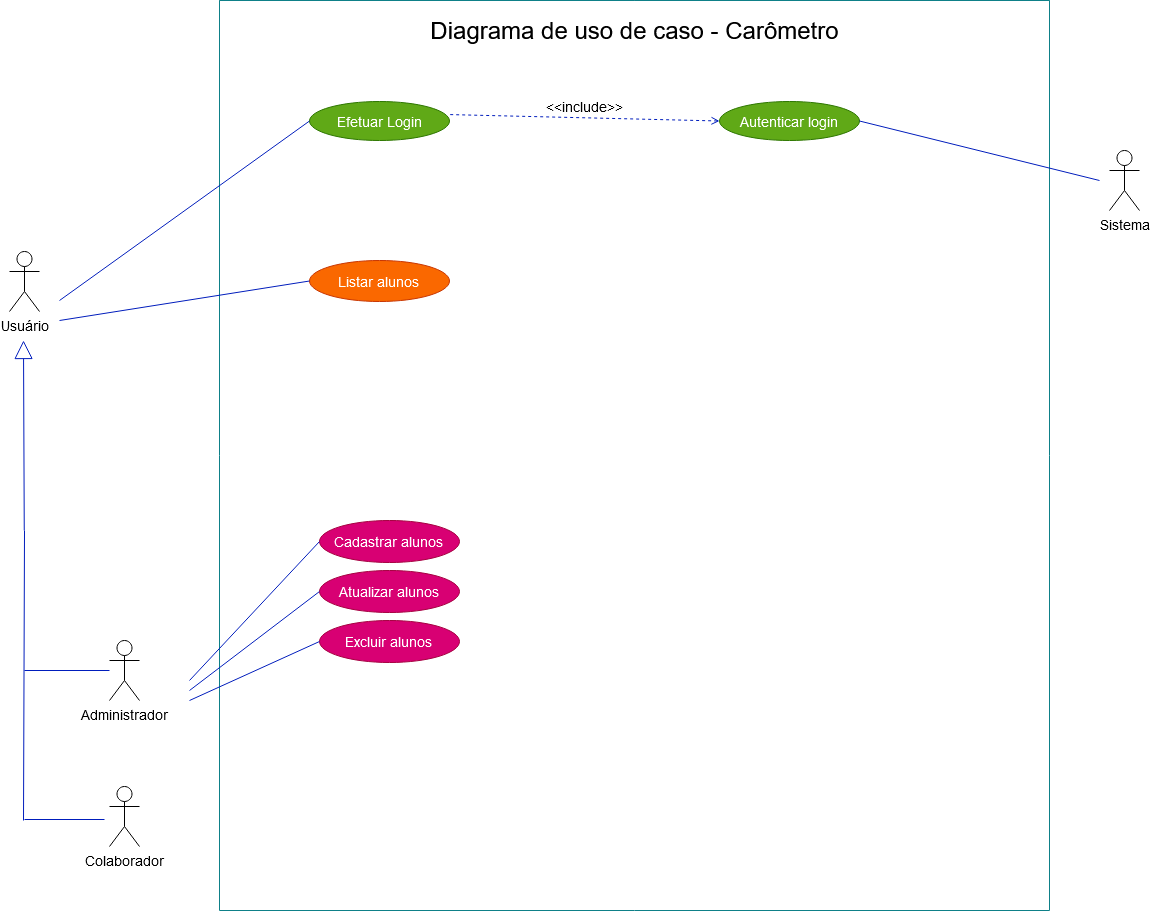 Diagrama de uso de caso - Carômetro
<<include>>
Efetuar Login
Autenticar login
Sistema
Listar alunos
Usuário
Cadastrar alunos
Atualizar alunos
Excluir alunos
Administrador
Colaborador